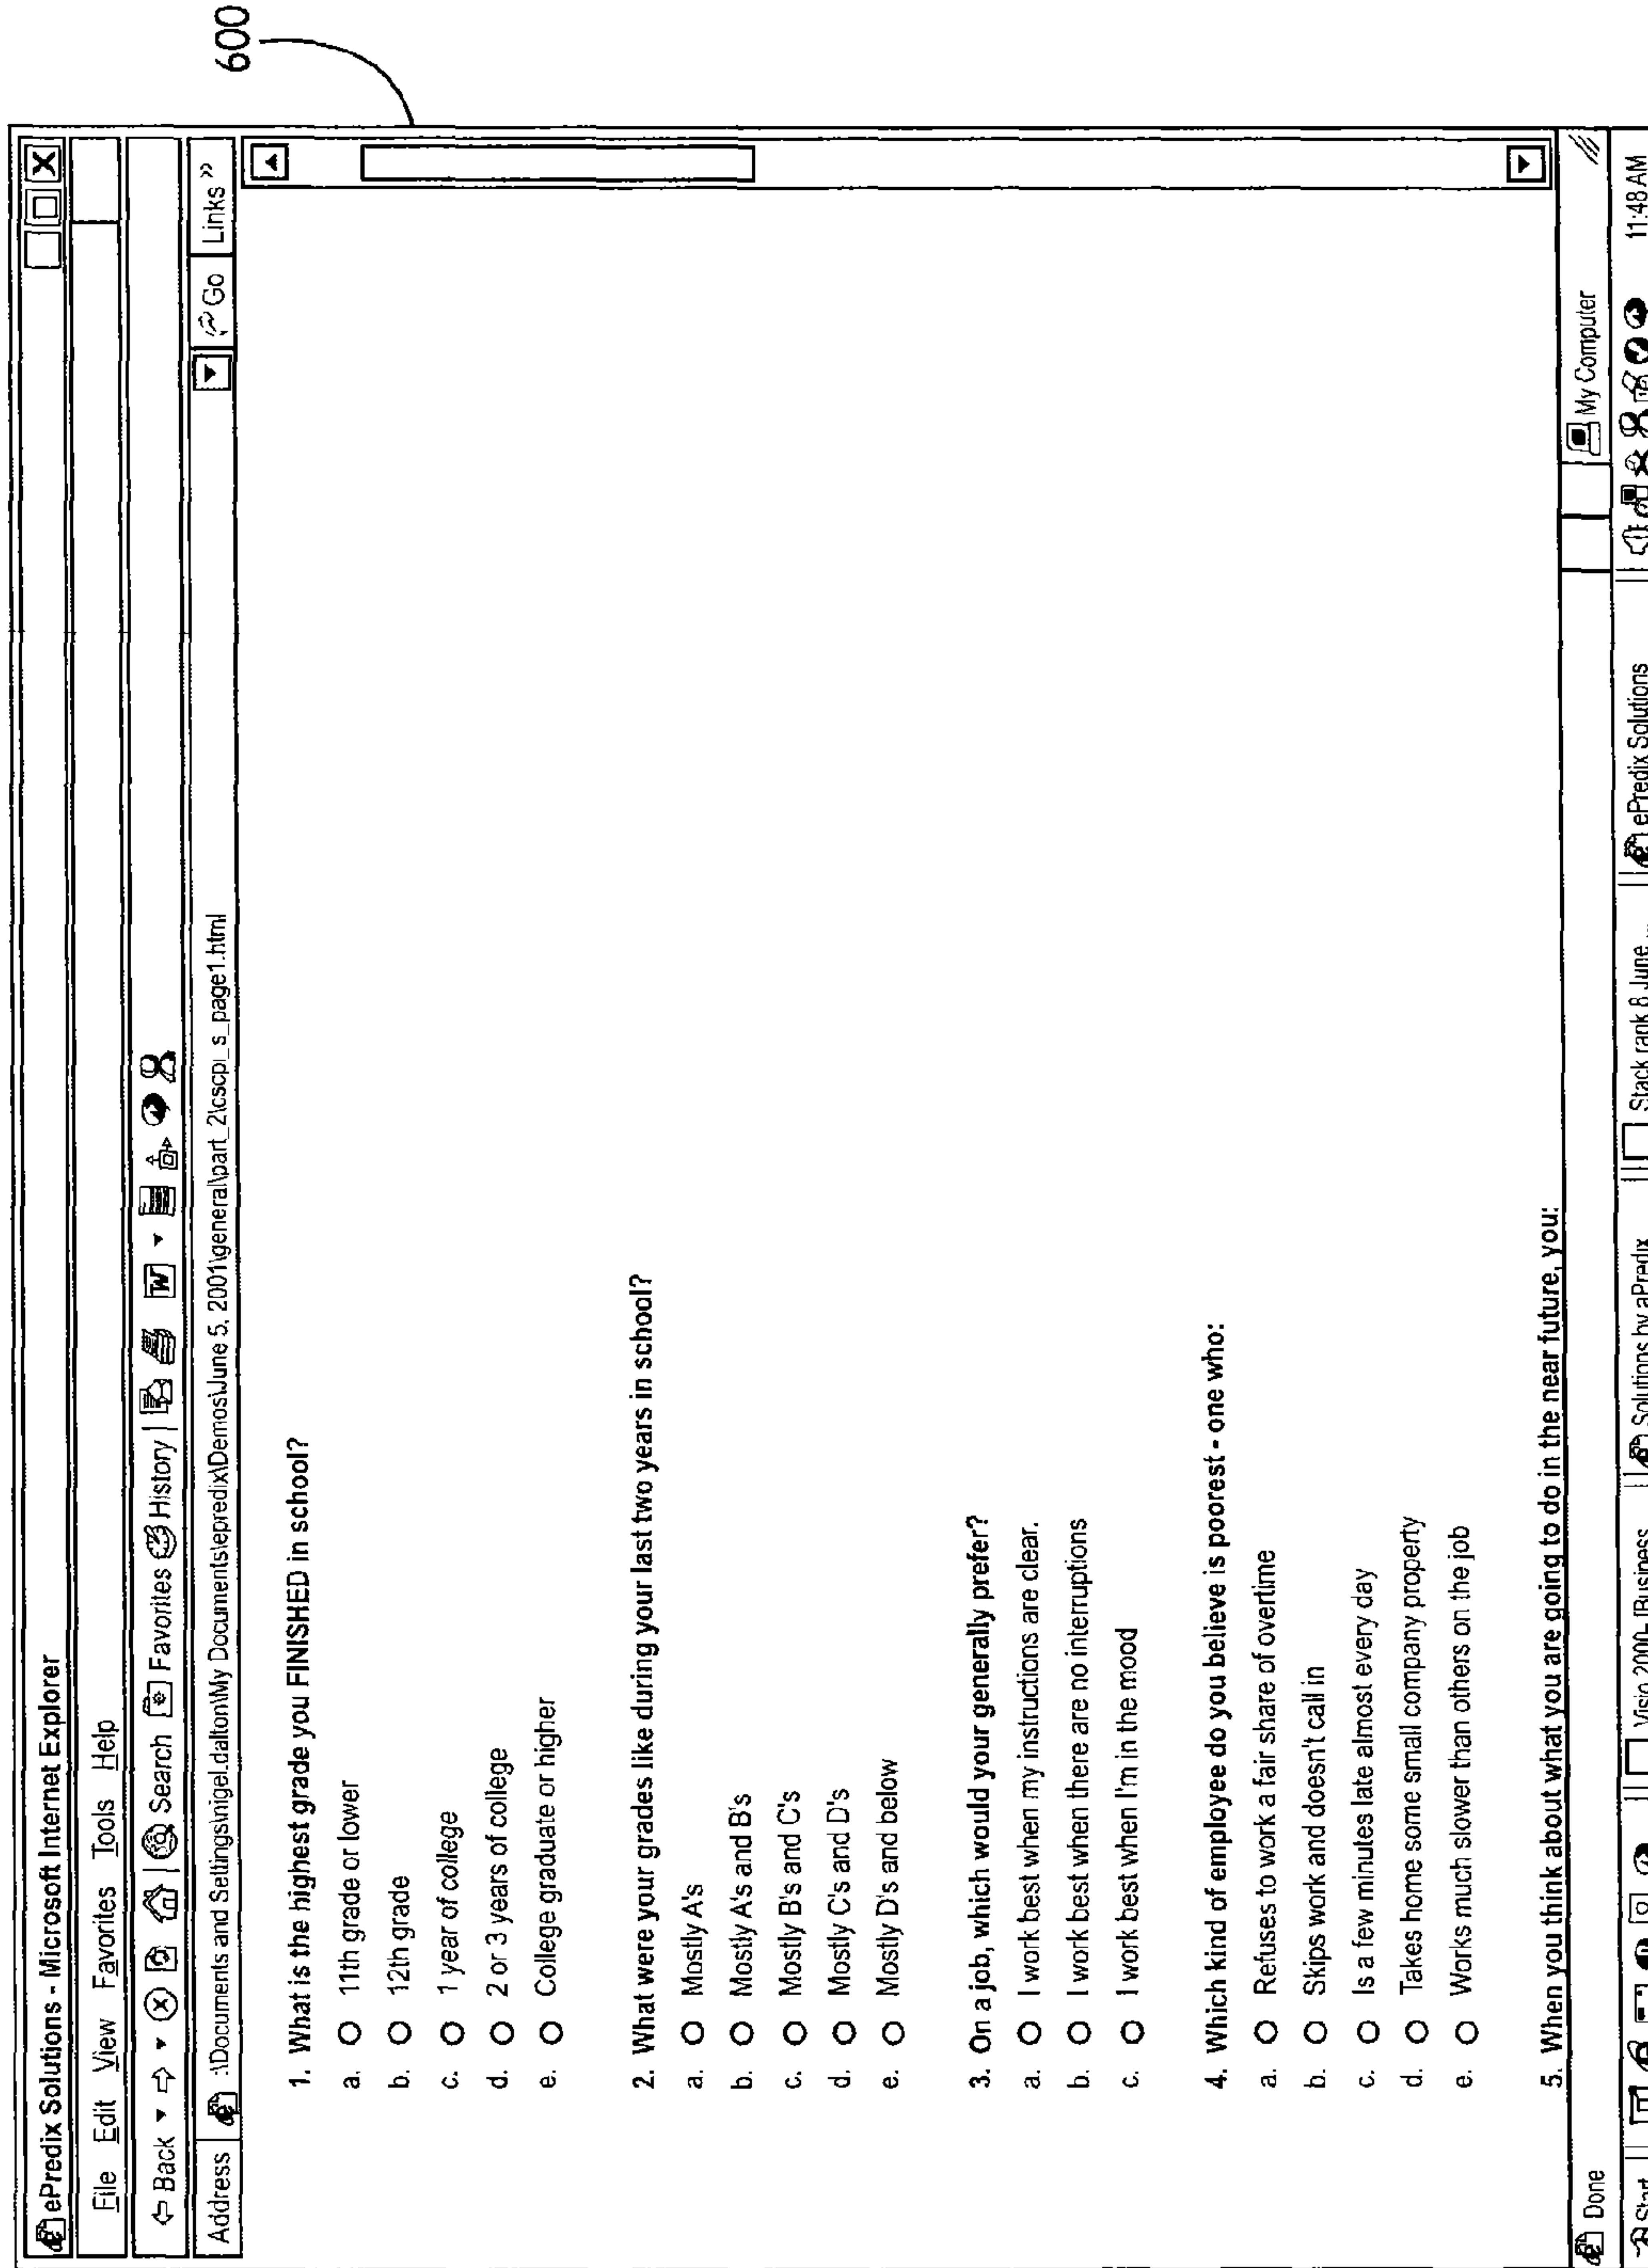 600
ePredix Solutions - Microsoft Internet Explorer
File Edit View Favorites Tools Help
Back Search Favorites History
Address :\Documents and Settings\nigel.dalton\My Documents\epredix\Demos\June 5, 2001\general\part_2\cscpi_s_page1.html Go Links »
1. What is the highest grade you FINISHED in school?
a. 11th grade or lower
b. 12th grade
c. 1 year of college
d. 2 or 3 years of college
e. College graduate or higher
2. What were your grades like during your last two years in school?
a. Mostly A's
b. Mostly A's and B's
c. Mostly B's and C's
d. Mostly C's and D's
e. Mostly D's and below
3. On a job, which would your generally prefer?
a. I work best when my instructions are clear.
b. I work best when there are no interruptions
c. I work best when I'm in the mood
4. Which kind of employee do you believe is poorest - one who:
a. Refuses to work a fair share of overtime
b. Skips work and doesn't call in
c. Is a few minutes late almost every day
d. Takes home some small company property
e. Works much slower than others on the job
5. When you think about what you are going to do in the near future, you:
Done My Computer
Start Visio 2000- [Business Solutions by aPredix Stack rank 8 June ... ePredix Solutions 11:48 AM